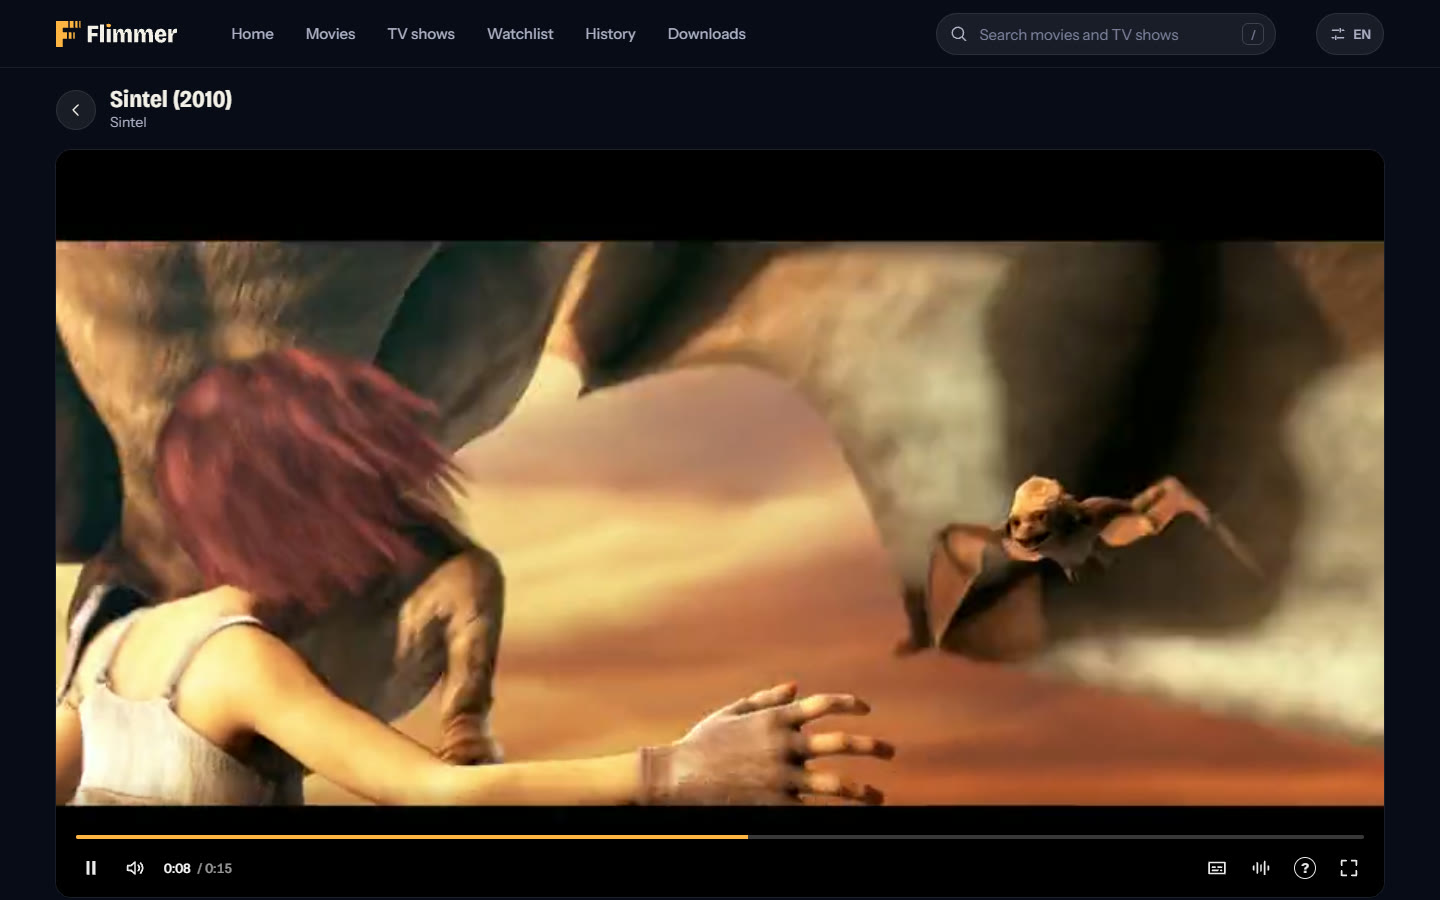 Flimmer
Home Movies TV shows Watchlist History Downloads
Search movies and TV shows /
EN
Sintel (2010)
Sintel
0:08 / 0:15
?